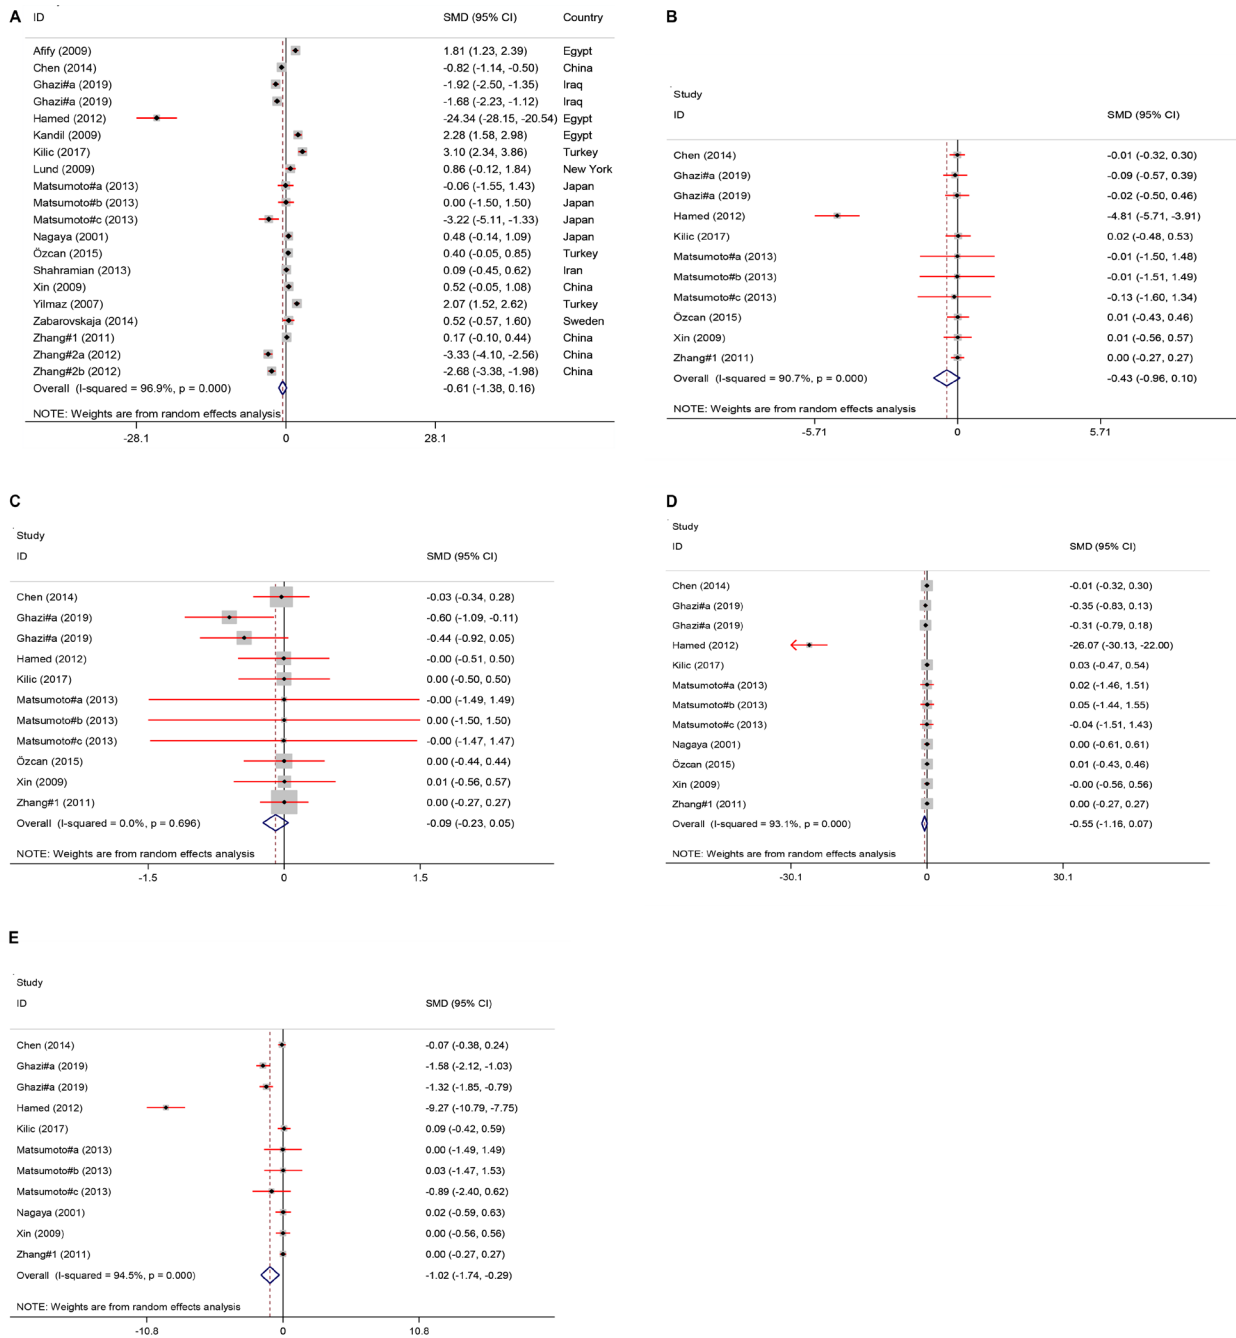 A
ID SMD (95% CI) Country
Afify (2009) 1.81 (1.23, 2.39) Egypt
Chen (2014) -0.82 (-1.14, -0.50) China
Ghazi#a (2019) -1.92 (-2.50, -1.35) Iraq
Ghazi#a (2019) -1.68 (-2.23, -1.12) Iraq
Hamed (2012) -24.34 (-28.15, -20.54) Egypt
Kandil (2009) 2.28 (1.58, 2.98) Egypt
Kilic (2017) 3.10 (2.34, 3.86) Turkey
Lund (2009) 0.86 (-0.12, 1.84) New York
Matsumoto#a (2013) -0.06 (-1.55, 1.43) Japan
Matsumoto#b (2013) 0.00 (-1.50, 1.50) Japan
Matsumoto#c (2013) -3.22 (-5.11, -1.33) Japan
Nagaya (2001) 0.48 (-0.14, 1.09) Japan
Özcan (2015) 0.40 (-0.05, 0.85) Turkey
Shahramian (2013) 0.09 (-0.45, 0.62) Iran
Xin (2009) 0.52 (-0.05, 1.08) China
Yilmaz (2007) 2.07 (1.52, 2.62) Turkey
Zabarovskaja (2014) 0.52 (-0.57, 1.60) Sweden
Zhang#1 (2011) 0.17 (-0.10, 0.44) China
Zhang#2a (2012) -3.33 (-4.10, -2.56) China
Zhang#2b (2012) -2.68 (-3.38, -1.98) China
Overall (I-squared = 96.9%, p = 0.000) -0.61 (-1.38, 0.16)
NOTE: Weights are from random effects analysis
-28.1 0 28.1
B
Study
ID SMD (95% CI)
Chen (2014) -0.01 (-0.32, 0.30)
Ghazi#a (2019) -0.09 (-0.57, 0.39)
Ghazi#a (2019) -0.02 (-0.50, 0.46)
Hamed (2012) -4.81 (-5.71, -3.91)
Kilic (2017) 0.02 (-0.48, 0.53)
Matsumoto#a (2013) -0.01 (-1.50, 1.48)
Matsumoto#b (2013) -0.01 (-1.51, 1.49)
Matsumoto#c (2013) -0.13 (-1.60, 1.34)
Özcan (2015) 0.01 (-0.43, 0.46)
Xin (2009) 0.01 (-0.56, 0.57)
Zhang#1 (2011) 0.00 (-0.27, 0.27)
Overall (I-squared = 90.7%, p = 0.000) -0.43 (-0.96, 0.10)
NOTE: Weights are from random effects analysis
-5.71 0 5.71
C
Study
ID SMD (95% CI)
Chen (2014) -0.03 (-0.34, 0.28)
Ghazi#a (2019) -0.60 (-1.09, -0.11)
Ghazi#a (2019) -0.44 (-0.92, 0.05)
Hamed (2012) -0.00 (-0.51, 0.50)
Kilic (2017) 0.00 (-0.50, 0.50)
Matsumoto#a (2013) -0.00 (-1.49, 1.49)
Matsumoto#b (2013) 0.00 (-1.50, 1.50)
Matsumoto#c (2013) -0.00 (-1.47, 1.47)
Özcan (2015) 0.00 (-0.44, 0.44)
Xin (2009) 0.01 (-0.56, 0.57)
Zhang#1 (2011) 0.00 (-0.27, 0.27)
Overall (I-squared = 0.0%, p = 0.696) -0.09 (-0.23, 0.05)
NOTE: Weights are from random effects analysis
-1.5 0 1.5
D
Study
ID SMD (95% CI)
Chen (2014) -0.01 (-0.32, 0.30)
Ghazi#a (2019) -0.35 (-0.83, 0.13)
Ghazi#a (2019) -0.31 (-0.79, 0.18)
Hamed (2012) -26.07 (-30.13, -22.00)
Kilic (2017) 0.03 (-0.47, 0.54)
Matsumoto#a (2013) 0.02 (-1.46, 1.51)
Matsumoto#b (2013) 0.05 (-1.44, 1.55)
Matsumoto#c (2013) -0.04 (-1.51, 1.43)
Nagaya (2001) 0.00 (-0.61, 0.61)
Özcan (2015) 0.01 (-0.43, 0.46)
Xin (2009) -0.00 (-0.56, 0.56)
Zhang#1 (2011) 0.00 (-0.27, 0.27)
Overall (I-squared = 93.1%, p = 0.000) -0.55 (-1.16, 0.07)
NOTE: Weights are from random effects analysis
-30.1 0 30.1
E
Study
ID SMD (95% CI)
Chen (2014) -0.07 (-0.38, 0.24)
Ghazi#a (2019) -1.58 (-2.12, -1.03)
Ghazi#a (2019) -1.32 (-1.85, -0.79)
Hamed (2012) -9.27 (-10.79, -7.75)
Kilic (2017) 0.09 (-0.42, 0.59)
Matsumoto#a (2013) 0.00 (-1.49, 1.49)
Matsumoto#b (2013) 0.03 (-1.47, 1.53)
Matsumoto#c (2013) -0.89 (-2.40, 0.62)
Nagaya (2001) 0.02 (-0.59, 0.63)
Xin (2009) 0.00 (-0.56, 0.56)
Zhang#1 (2011) 0.00 (-0.27, 0.27)
Overall (I-squared = 94.5%, p = 0.000) -1.02 (-1.74, -0.29)
NOTE: Weights are from random effects analysis
-10.8 0 10.8